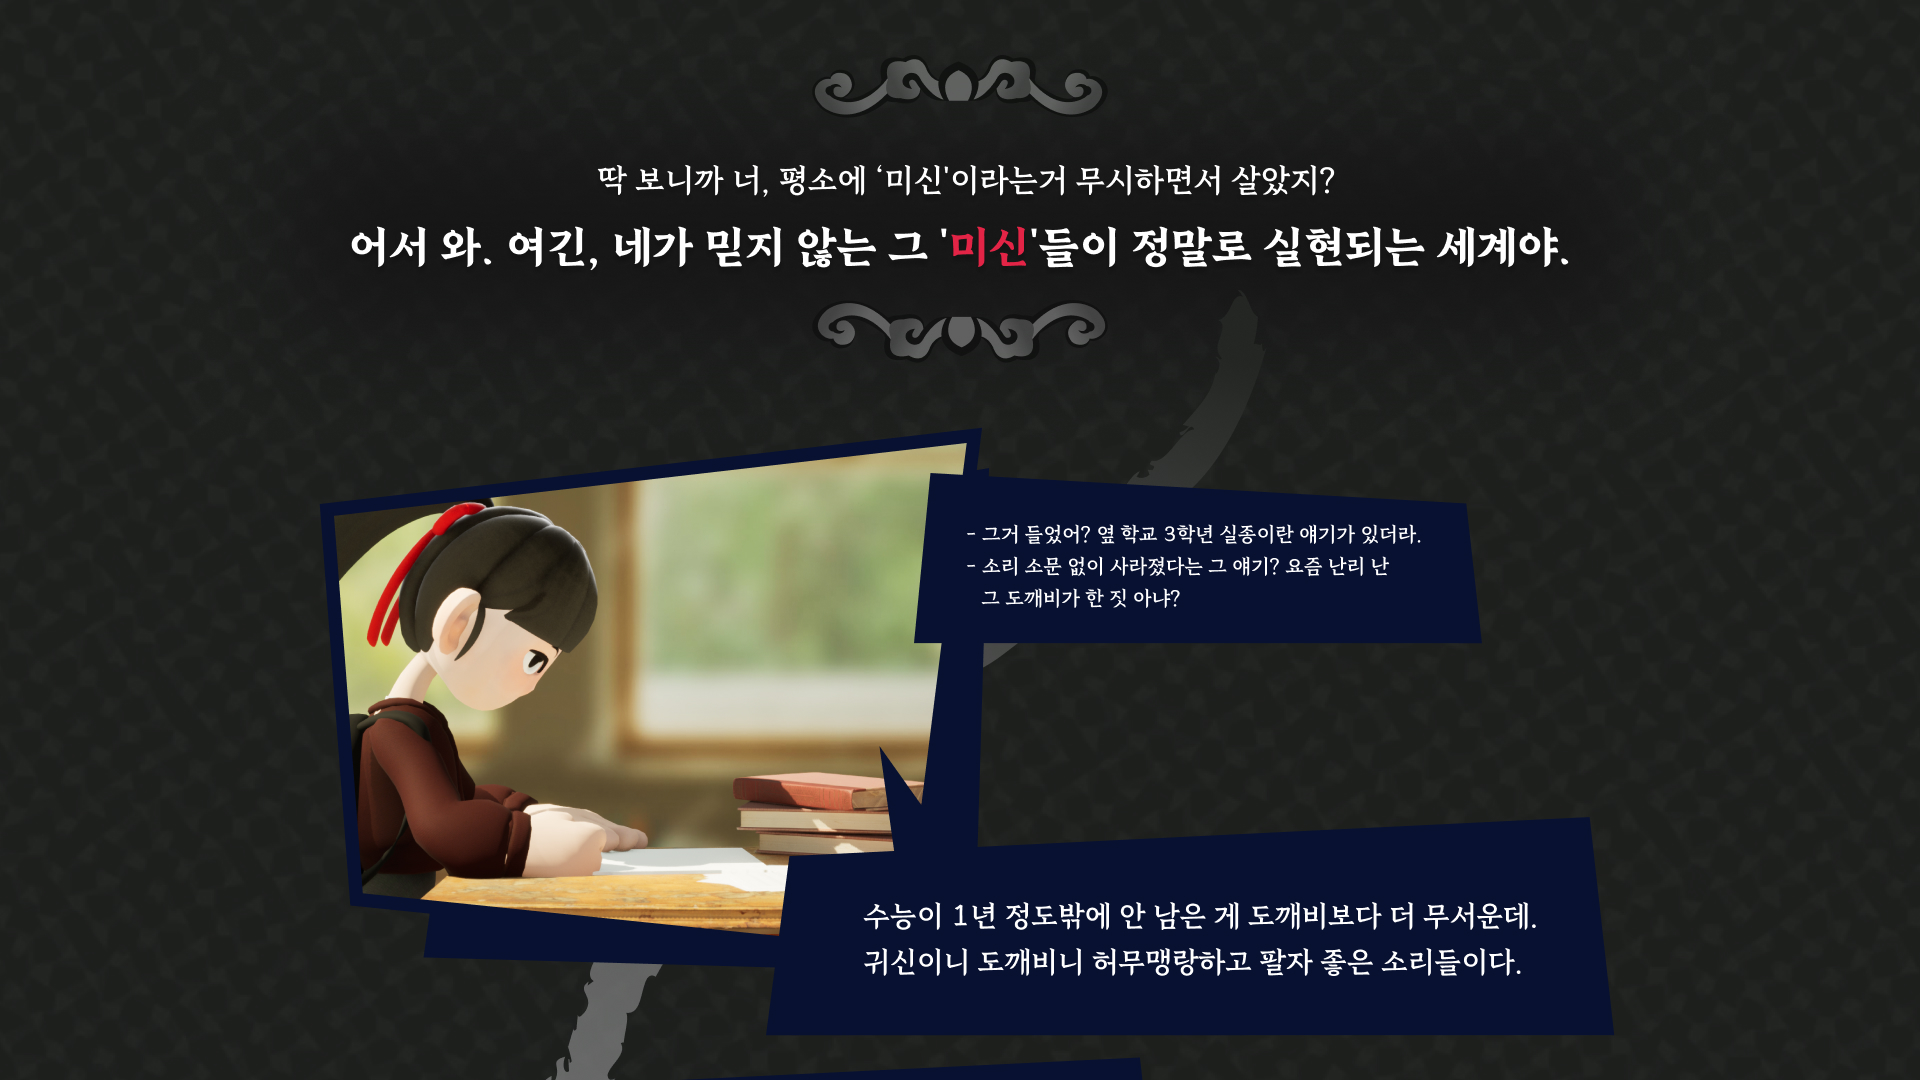 딱 보니까 너, 평소에 ‘미신'이라는거 무시하면서 살았지?
어서 와. 여긴, 네가 믿지 않는 그 '미신'들이 정말로 실현되는 세계야.
- 그거 들었어? 옆 학교 3학년 실종이란 얘기가 있더라.
- 소리 소문 없이 사라졌다는 그 얘기? 요즘 난리 난
그 도깨비가 한 짓 아냐?
수능이 1년 정도밖에 안 남은 게 도깨비보다 더 무서운데.
귀신이니 도깨비니 허무맹랑하고 팔자 좋은 소리들이다.